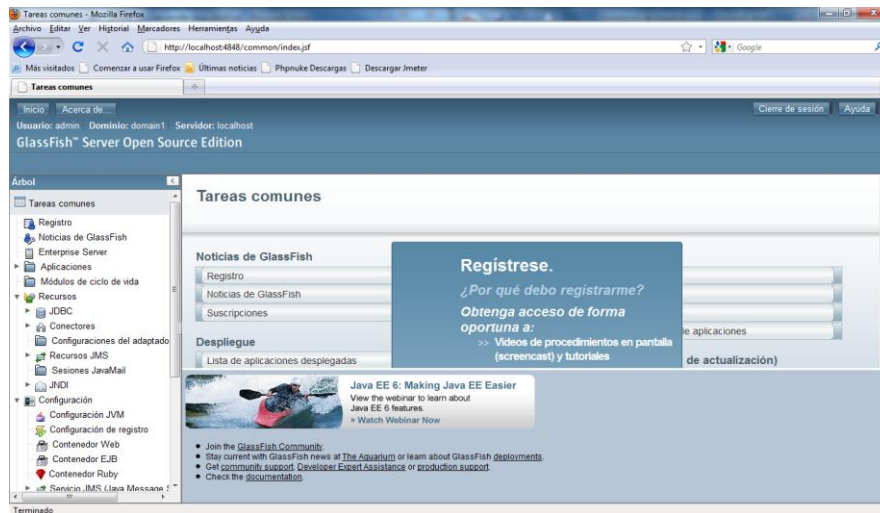 Tareas comunes - Mozilla Firefox
Archivo Editar Ver Historial Marcadores Herramientas Ayuda
http://localhost:4848/common/index.jsf
Google
Más visitados Comenzar a usar Firefox Últimas noticias Phpnuke Descargas Descargar Jmeter
Tareas comunes
Inicio Acerca de... Cierre de sesión Ayuda
Usuario: admin Dominio: domain1 Servidor: localhost
GlassFish™ Server Open Source Edition
Árbol
Tareas comunes
Registro
Noticias de GlassFish
Enterprise Server
Aplicaciones
Módulos de ciclo de vida
Recursos
JDBC
Conectores
Configuraciones del adaptado
Recursos JMS
Sesiones JavaMail
JNDI
Configuración
Configuración JVM
Configuración de registro
Contenedor Web
Contenedor EJB
Contenedor Ruby
Servicio JMS (Java Message S
Tareas comunes
Noticias de GlassFish
Registro
Noticias de GlassFish
Suscripciones
Despliegue
Lista de aplicaciones desplegadas
Regístrese.
¿Por qué debo registrarme?
Obtenga acceso de forma
oportuna a:
>> Videos de procedimientos en pantalla
(screencast) y tutoriales
de aplicaciones
de actualización)
Java EE 6: Making Java EE Easier
View the webinar to learn about
Java EE 6 features.
» Watch Webinar Now
Join the GlassFish Community.
Stay current with GlassFish news at The Aquarium or learn about GlassFish deployments.
Get community support, Developer Expert Assistance or production support.
Check the documentation.
Terminado